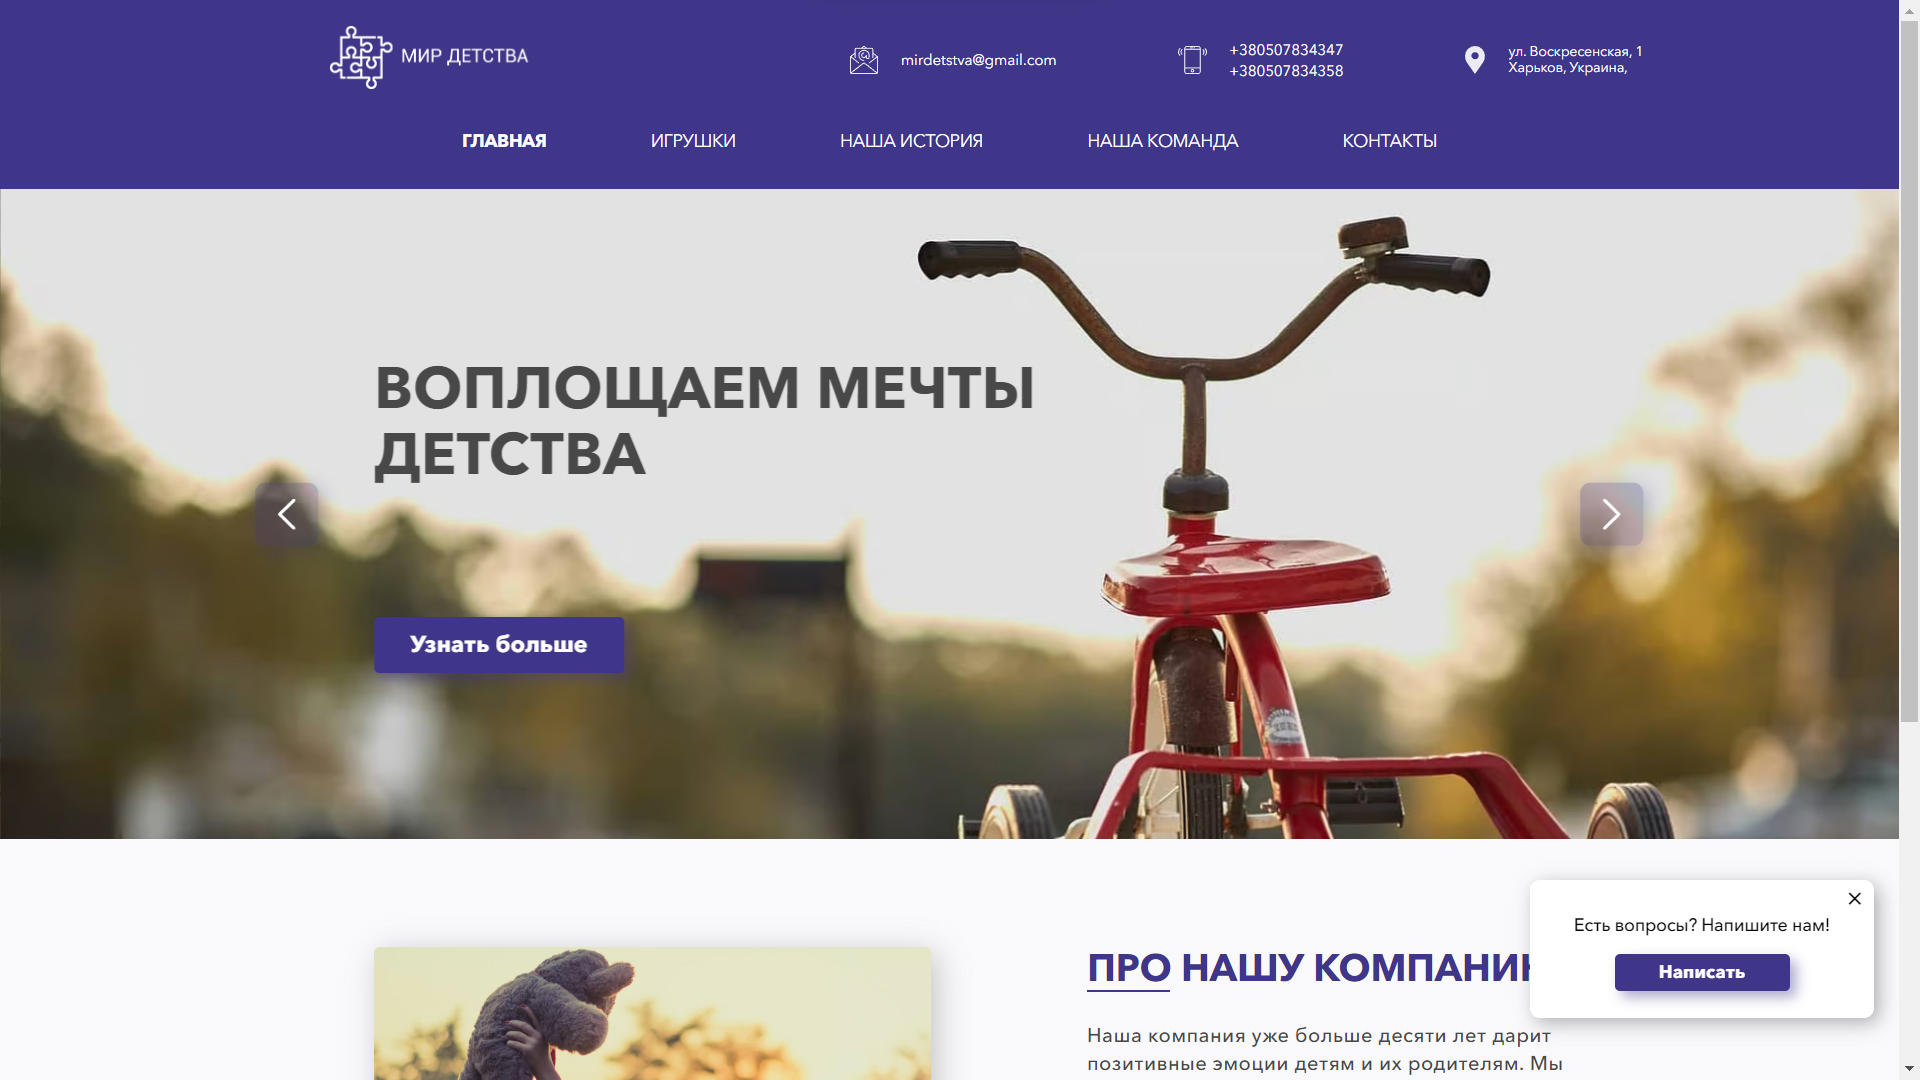 МИР ДЕТСТВА
mirdetstva@gmail.com
+380507834347
+380507834358
ул. Воскресенская, 1
Харьков, Украина,
ГЛАВНАЯ
ИГРУШКИ
НАША ИСТОРИЯ
НАША КОМАНДА
КОНТАКТЫ
ВОПЛОЩАЕМ МЕЧТЫ
ДЕТСТВА
Узнать больше
ПРО НАШУ
Наша компания уже больше десяти лет дарит
позитивные эмоции детям и их родителям. Мы
Есть вопросы? Напишите нам!
Написать